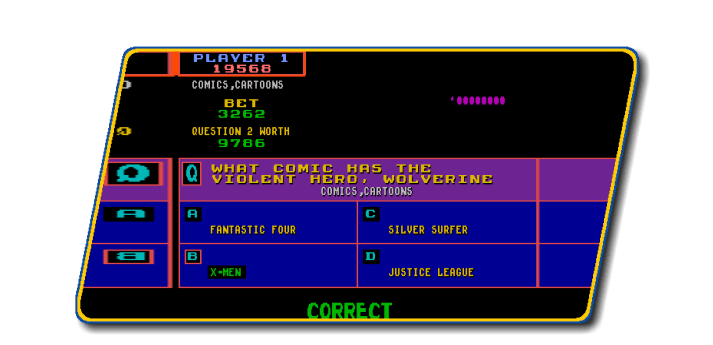 PLAYER 1
19568
COMICS,CARTOONS
BET
3262
QUESTION 2 WORTH
9786
Q WHAT COMIC HAS THE
VIOLENT HERO, WOLVERINE
COMICS,CARTOONS
A FANTASTIC FOUR
C SILVER SURFER
B X-MEN
D JUSTICE LEAGUE
CORRECT